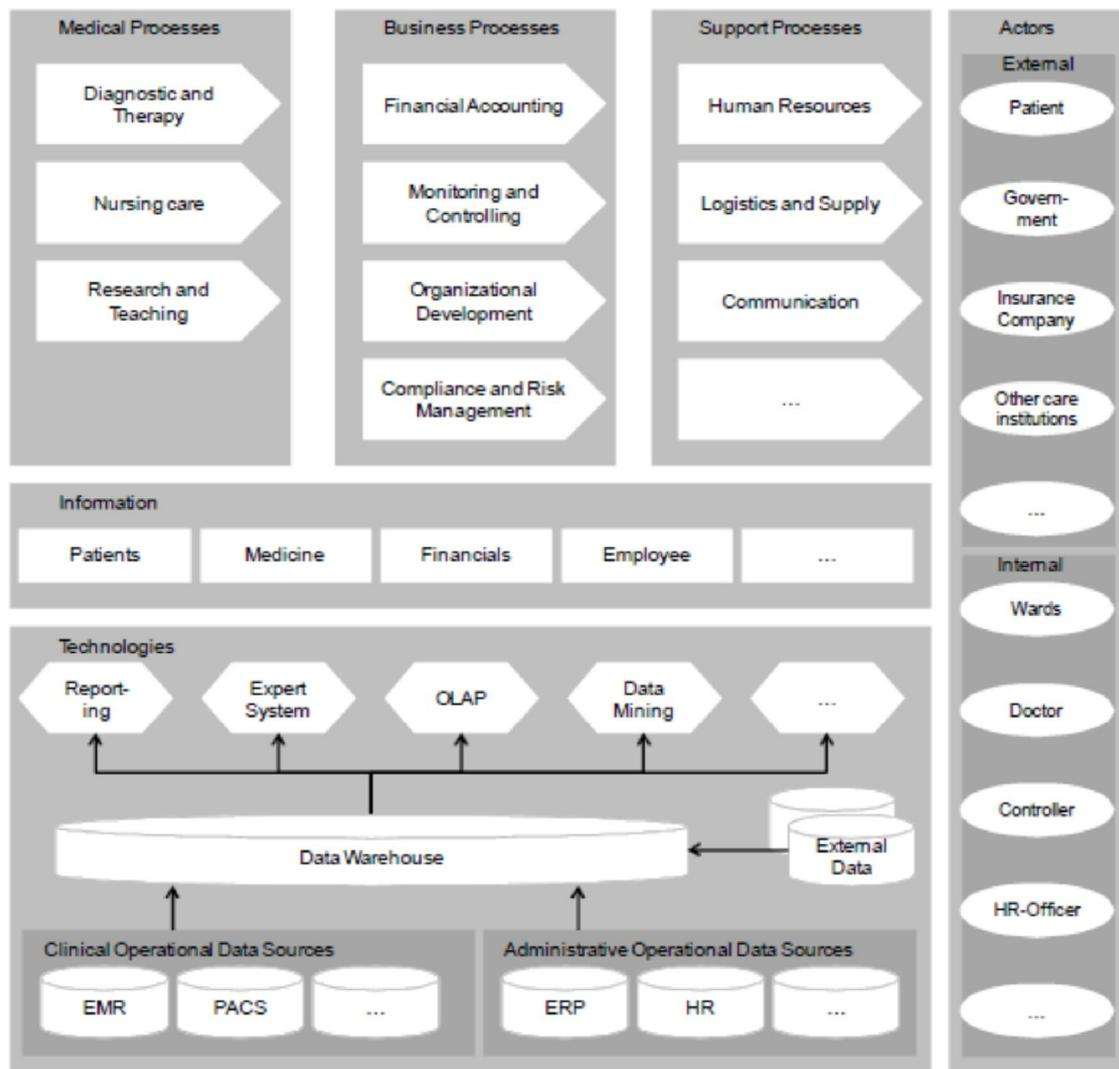 Medical Processes
Diagnostic and
Therapy
Nursing care
Research and
Teaching
Business Processes
Financial Accounting
Monitoring and
Controlling
Organizational
Development
Compliance and Risk
Management
Support Processes
Human Resources
Logistics and Supply
Communication
...
Actors
External
Patient
Govern-
ment
Insurance
Company
Other care
institutions
...
Internal
Wards
Doctor
Controller
HR-Officer
...
Information
Patients
Medicine
Financials
Employee
...
Technologies
Report-
ing
Expert
System
OLAP
Data
Mining
...
Data Warehouse
External
Data
Clinical Operational Data Sources
EMR
PACS
...
Administrative Operational Data Sources
ERP
HR
...